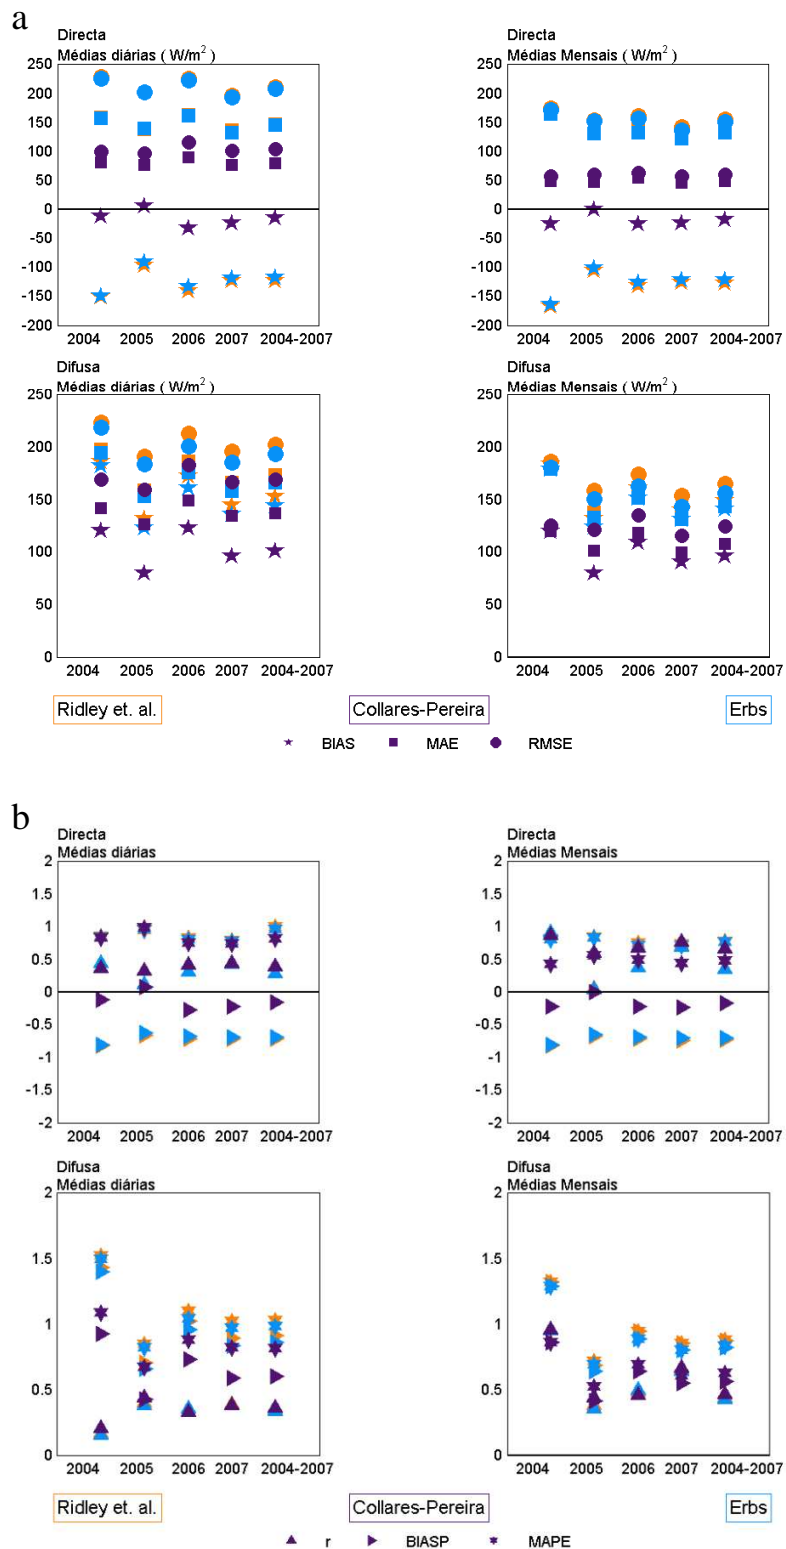 a
Directa
Médias diárias ( W/m²)
250
200
150
100
50
0
-50
-100
-150
-200
2004 2005 2006 2007 2004-2007
Directa
Médias Mensais ( W/m²)
250
200
150
100
50
0
-50
-100
-150
-200
2004 2005 2006 2007 2004-2007
Difusa
Médias diárias ( W/m²)
250
200
150
100
50
0
2004 2005 2006 2007 2004-2007
Difusa
Médias Mensais ( W/m²)
250
200
150
100
50
0
2004 2005 2006 2007 2004-2007
Ridley et. al. Collares-Pereira Erbs
BIAS MAE RMSE
b
Directa
Médias diárias
2
1.5
1
0.5
0
-0.5
-1
-1.5
-2
2004 2005 2006 2007 2004-2007
Directa
Médias Mensais
2
1.5
1
0.5
0
-0.5
-1
-1.5
-2
2004 2005 2006 2007 2004-2007
Difusa
Médias diárias
2
1.5
1
0.5
0
2004 2005 2006 2007 2004-2007
Difusa
Médias Mensais
2
1.5
1
0.5
0
2004 2005 2006 2007 2004-2007
Ridley et. al. Collares-Pereira Erbs
r BIASP MAPE